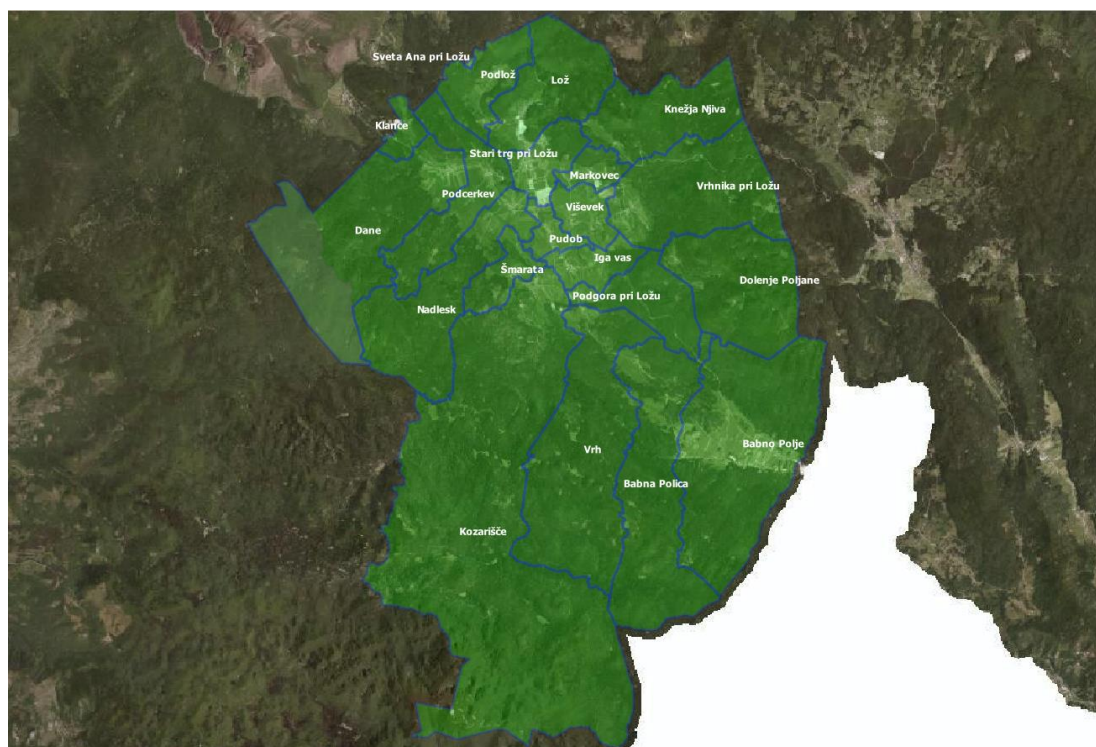 Sveta Ana pri Ložu
Podlož
Lož
Knežja Njiva
Klance
Stari trg pri Ložu
Markovec
Vrhnika pri Ložu
Podcerkev
Viševek
Dane
Pudob
Iga vas
Šmarata
Dolenje Poljane
Podgora pri Ložu
Nadlesk
Babno Polje
Vrh
Babna Polica
Kozarišče